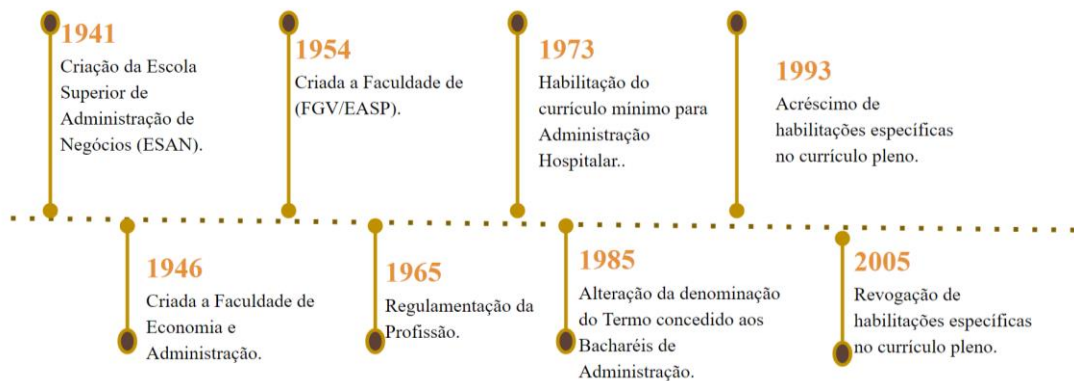 1941
Criação da Escola
Superior de
Administração de
Negócios (ESAN).
1954
Criada a Faculdade de
(FGV/EASP).
1973
Habilitação do
currículo mínimo para
Administração
Hospitalar..
1993
Acréscimo de
habilitações específicas
no currículo pleno.
1946
Criada a Faculdade de
Economia e
Administração.
1965
Regulamentação da
Profissão.
1985
Alteração da denominação
do Termo concedido aos
Bacharéis de
Administração.
2005
Revogação de
habilitações específicas
no currículo pleno.